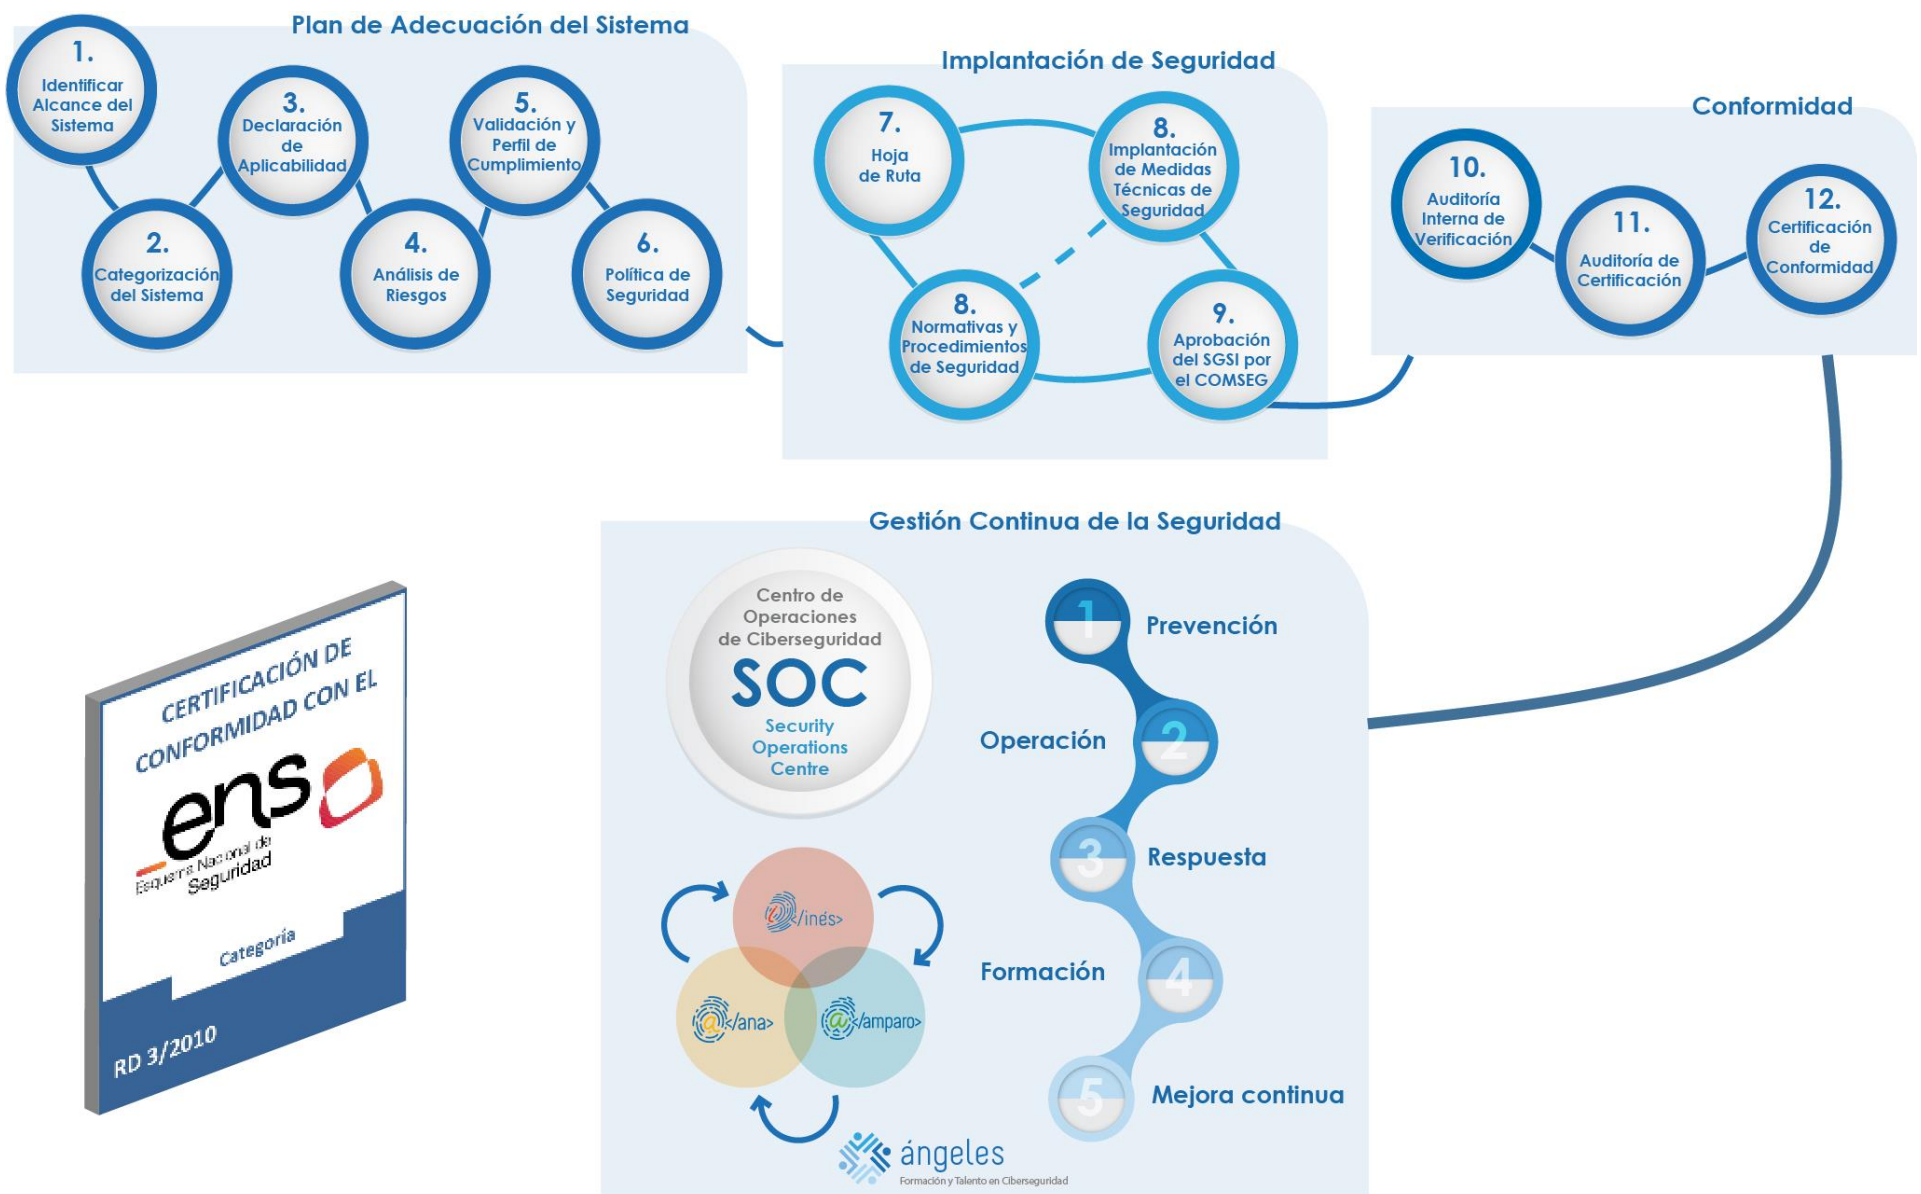 Plan de Adecuación del Sistema
1.
Identificar
Alcance del
Sistema
2.
Categorización
del Sistema
3.
Declaración
de
Aplicabilidad
4.
Análisis de
Riesgos
5.
Validación y
Perfil de
Cumplimiento
6.
Política de
Seguridad
Implantación de Seguridad
7.
Hoja
de Ruta
8.
Implantación
de Medidas
Técnicas de
Seguridad
8.
Normativas y
Procedimientos
de Seguridad
9.
Aprobación
del SGSI por
el COMSEG
Conformidad
10.
Auditoría
Interna de
Verificación
11.
Auditoría de
Certificación
12.
Certificación
de
Conformidad
Gestión Continua de la Seguridad
Centro de
Operaciones
de Ciberseguridad
SOC
Security
Operations
Centre
1
Prevención
Operación
2
3
Respuesta
Formación
4
5
Mejora continua
</inés>
</ana>
</amparo>
ángeles
Formación y Talento en Ciberseguridad
CERTIFICACIÓN DE
CONFORMIDAD CON EL
ens
Esquema Nacional de
Seguridad
Categoría
RD 3/2010